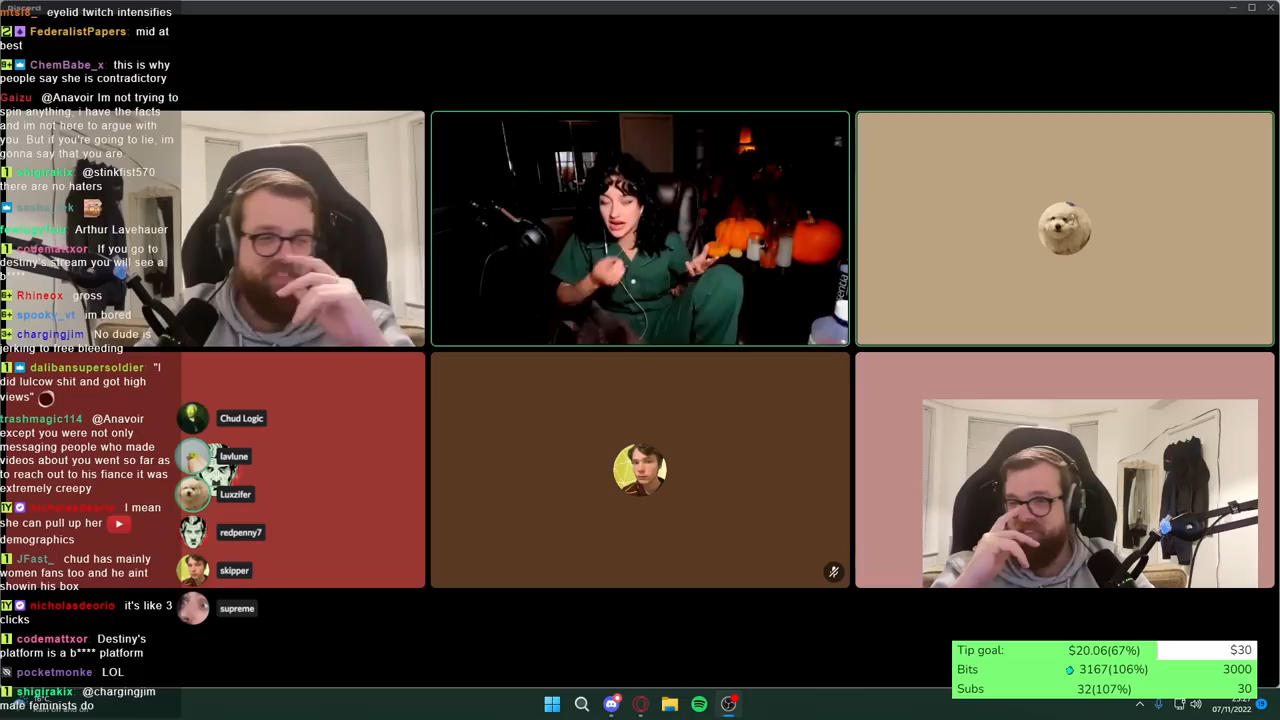 Discord
mtsi8_ eyelid twitch intensifies
FederalistPapers: mid at
best
ChemBabe_x: this is why
people say she is contradictory
Gaizu @Anavoir Im not trying to
spin anything, i have the facts
and im not here to argue with
you. But if you're going to lie, im
gonna say that you are.
shigirakix: @stinkfist570
there are no haters
Arthur Lavehauer
codemattxor: If you go to
destiny's stream you will see a
b****
Rhineox gross
spooky_vt im bored
chargingjim: No dude is
jerking to free bleeding
dalibansupersoldier: "I
did lulcow shit and got high
views"
trashmagic114 @Anavoir
except you were not only
messaging people who made
videos about you went so far as
to reach out to his fiance it was
extremely creepy
nicholasdeorio: I mean
she can pull up her
demographics
JFast_ chud has mainly
women fans too and he aint
showin his box
nicholasdeorio: it's like 3
clicks
codemattxor: Destiny's
platform is a b**** platform
pocketmonke: LOL
shigirakix: @chargingjim
male feminists do
Chud Logic
lavlune
Luxzifer
redpenny7
skipper
supreme
Tip goal: $20.06(67%) $30
Bits 3167(106%) 3000
Subs 32(107%) 30
07/11/2022